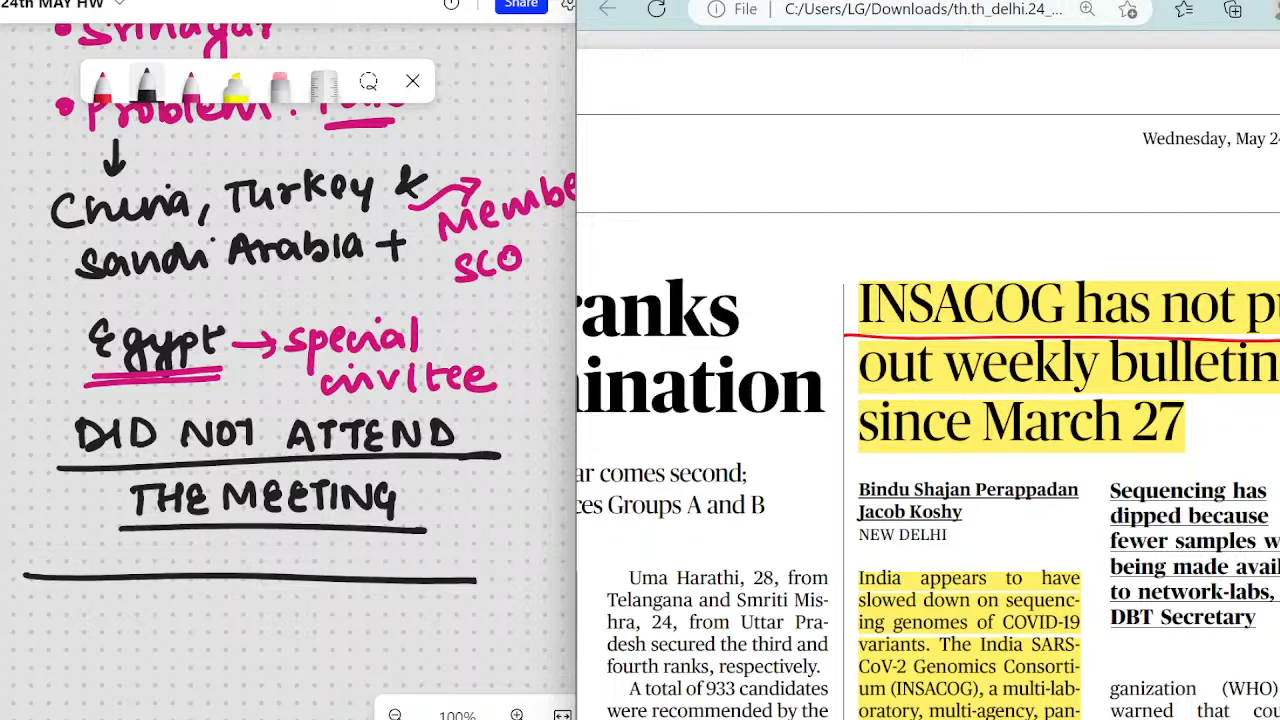 24th MAY HW
Share
• Srinagar
• Problem:
China, Turkey &
Saudi Arabia +
Membe
SCO
Egypt → special
invitee
DID NOT ATTEND
THE MEETING
100%
File
C:/Users/LG/Downloads/th.th_delhi.24_...
Wednesday, May 24
ranks
ination
ar comes second;
ces Groups A and B
Uma Harathi, 28, from
Telangana and Smriti Mis-
hra, 24, from Uttar Pra-
desh secured the third and
fourth ranks, respectively.
A total of 933 candidates
were recommended by the
INSACOG has not p
out weekly bulletin
since March 27
Bindu Shajan Perappadan
Jacob Koshy
NEW DELHI
India appears to have
slowed down on sequenc-
ing genomes of COVID-19
variants. The India SARS-
CoV-2 Genomics Consorti-
um (INSACOG), a multi-lab-
oratory, multi-agency, pan-
Sequencing has
dipped because
fewer samples w
being made avai
to network-labs,
DBT Secretary
ganization (WHO)
warned that cou